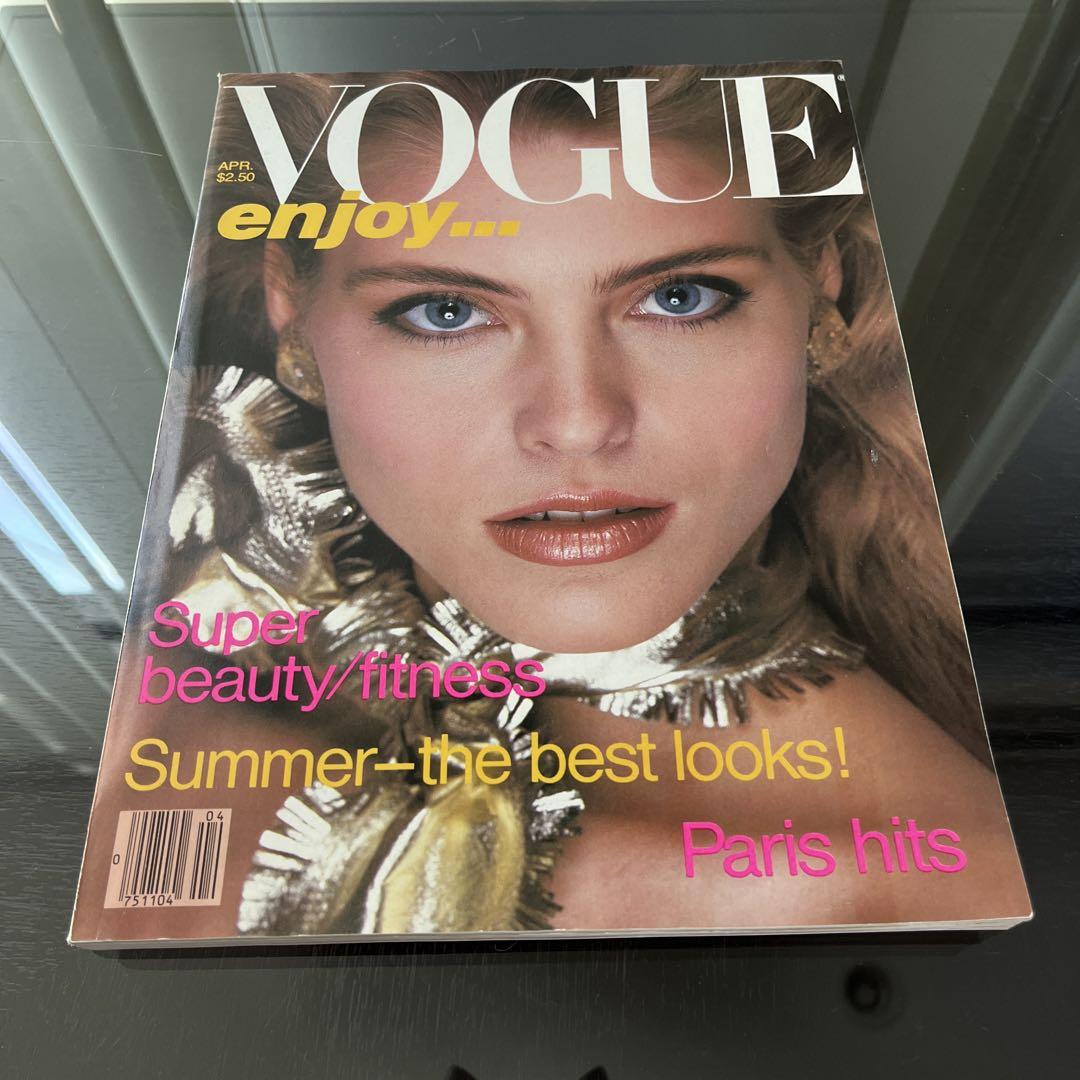 VOGUE®
APR.
$2.50
enjoy...
Super
beauty/fitness
Summer–the best looks!
Paris hits
04
0
751104